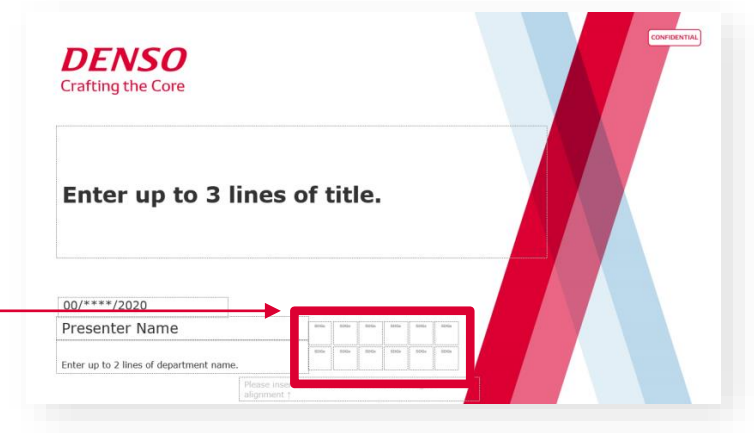 DENSO
Crafting the Core
CONFIDENTIAL
Enter up to 3 lines of title.
00/****/2020
Presenter Name
Enter up to 2 lines of department name.
Please
alignment ↑